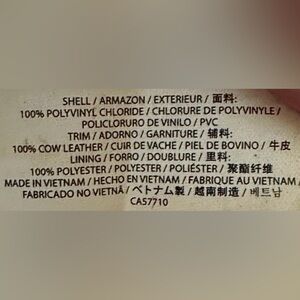 SHELL / ARMAZON / EXTERIEUR / 面料:
100% POLYVINYL CHLORIDE / CHLORURE DE POLYVINYLE /
POLICLORURO DE VINILO / PVC
TRIM / ADORNO / GARNITURE / 辅料:
100% COW LEATHER / CUIR DE VACHE / PIEL DE BOVINO / 牛皮
LINING / FORRO / DOUBLURE / 里料:
100% POLYESTER / POLYESTER / POLIÉSTER / 聚酯纤维
MADE IN VIETNAM / HECHO EN VIETNAM / FABRIQUE AU VIETNAM /
FABRICADO NO VIETNÃ / ベトナム製 / 越南制造 / 베트남
CA57710